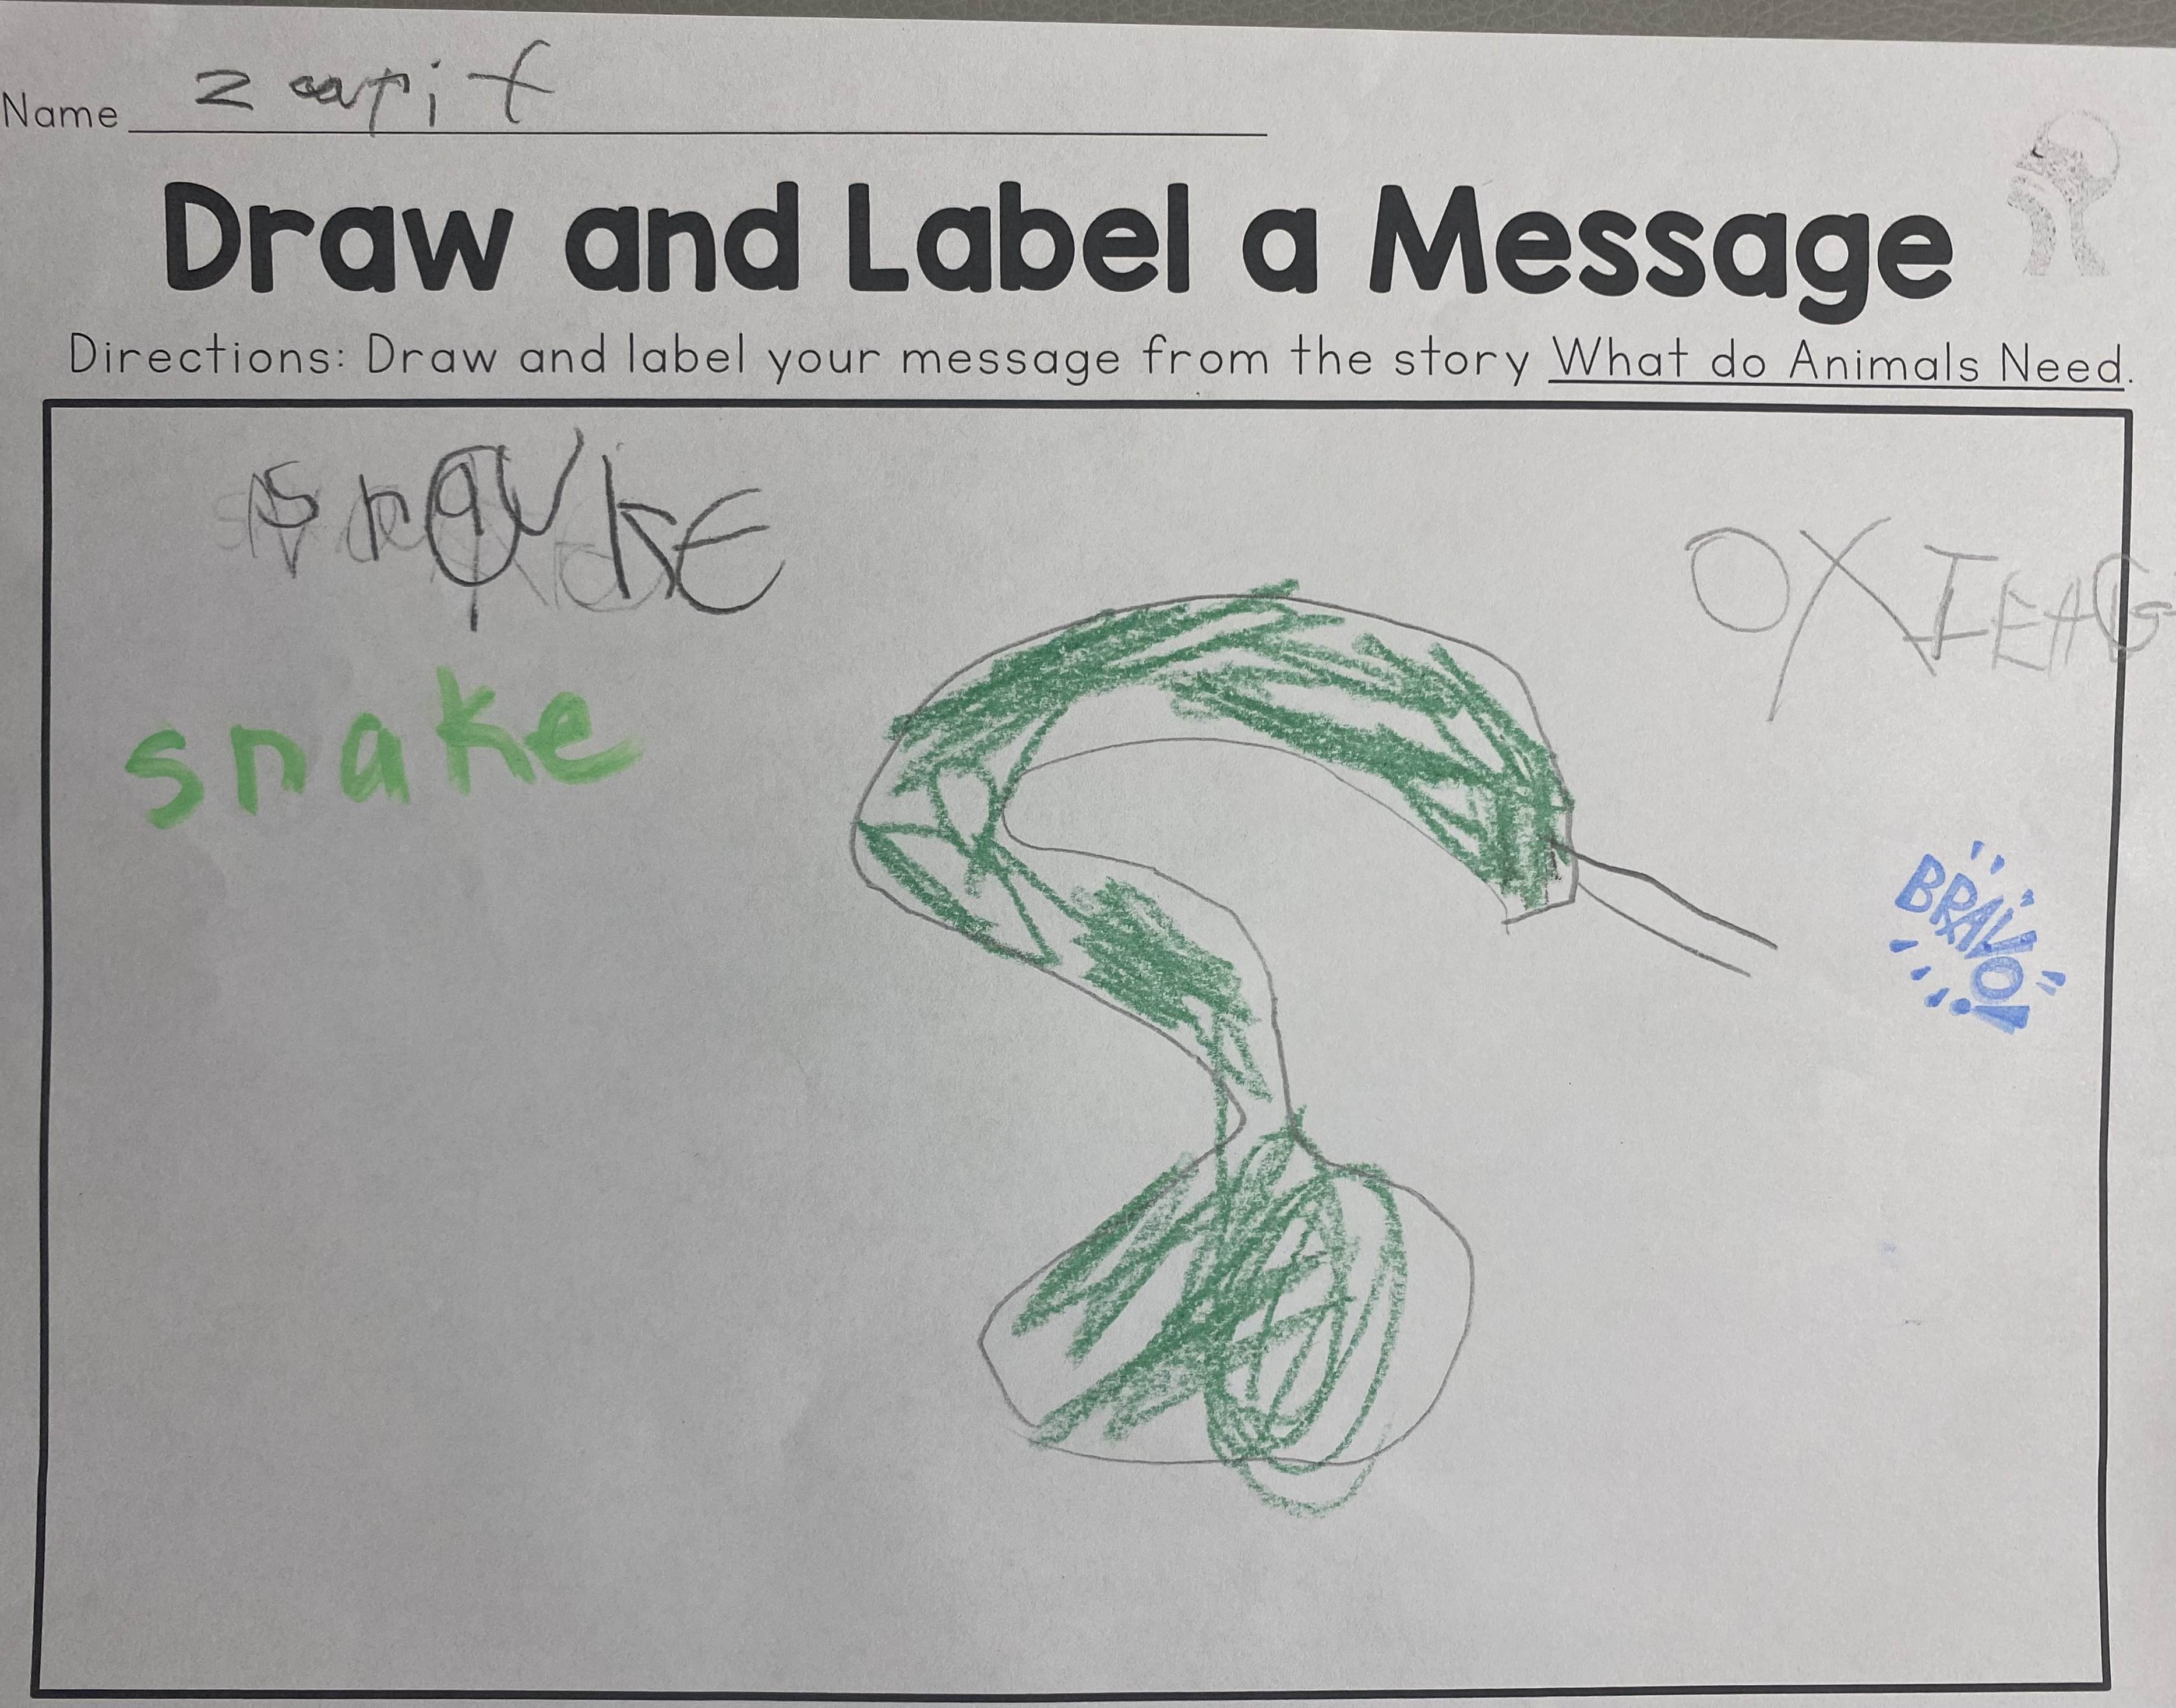 Name
Draw and Label a Message
Directions: Draw and label your message from the story What do Animals Need.
OXIEAG
snake
BRAVO!